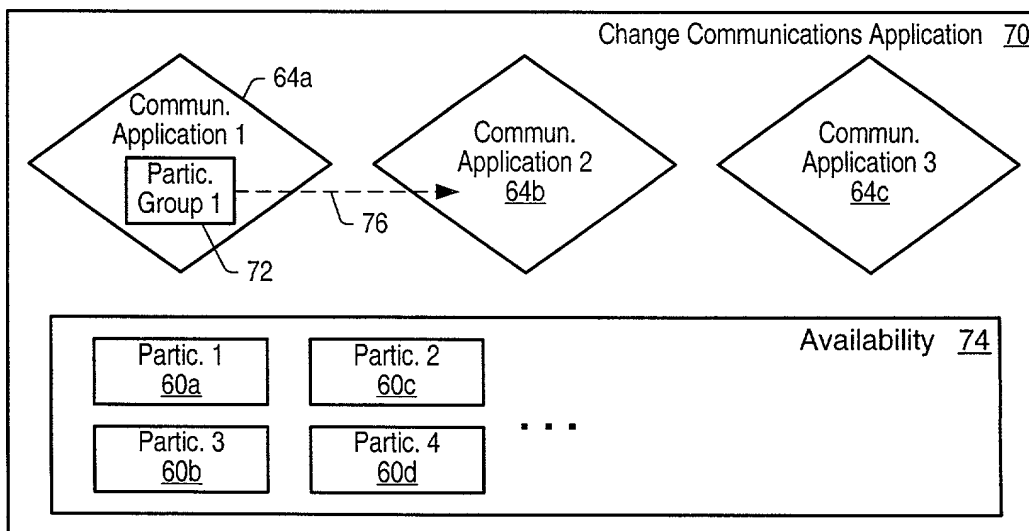 Change Communications Application 70
64a
Commun.
Application 1
Partic.
Group 1
72
76
Commun.
Application 2
64b
Commun.
Application 3
64c
Availability 74
Partic. 1
60a
Partic. 2
60c
Partic. 3
60b
Partic. 4
60d
. . .